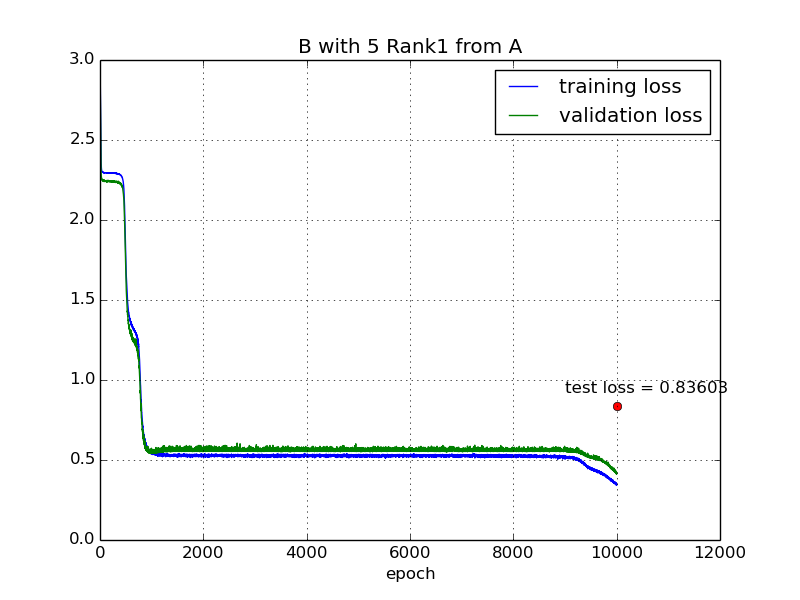 B with 5 Rank1 from A
3.0
training loss
validation loss
2.5
2.0
1.5
1.0
test loss = 0.83603
0.5
0.0
0 2000 4000 6000 8000 10000 12000
epoch